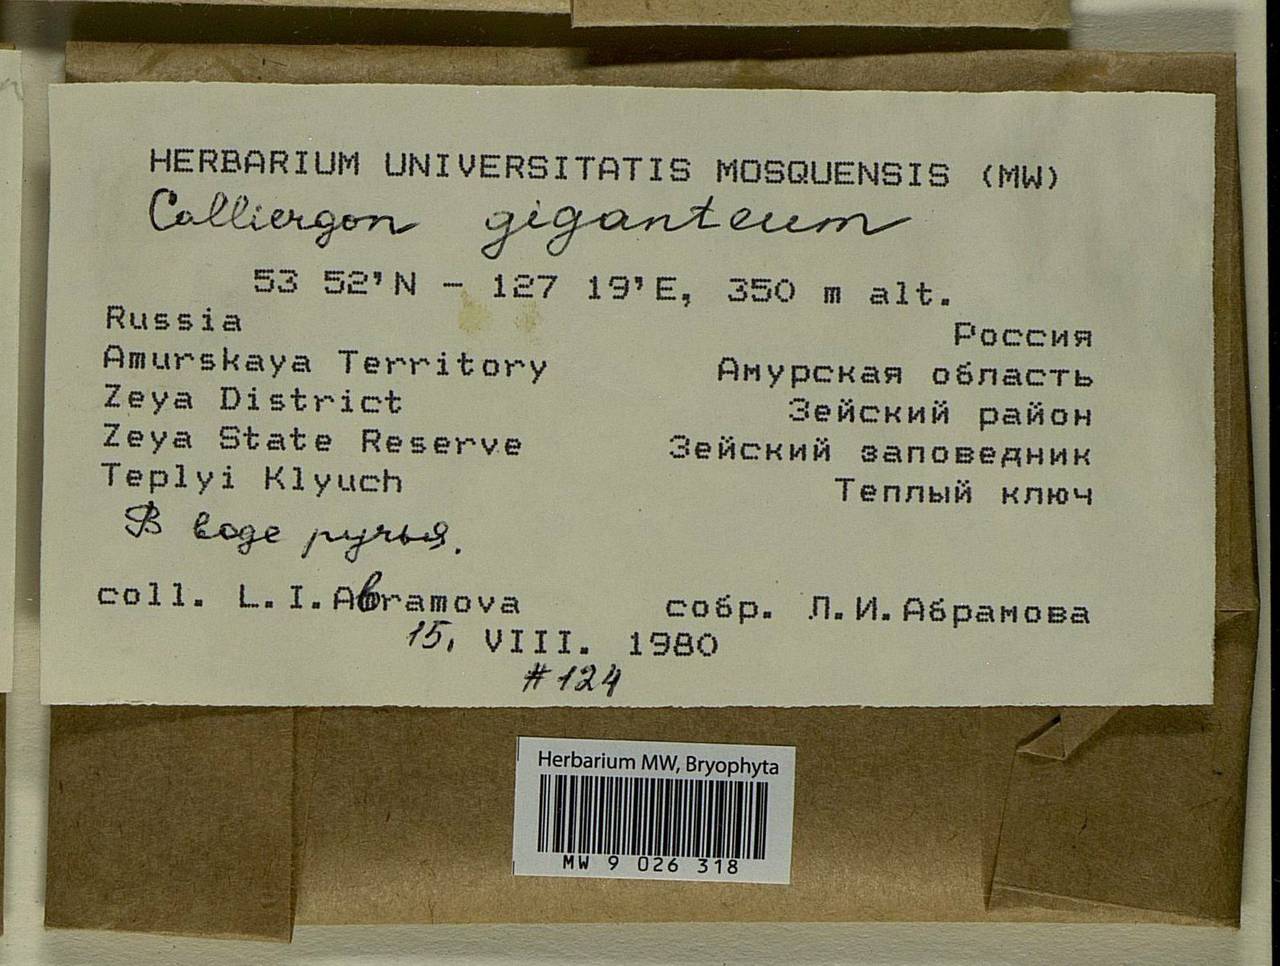 HERBARIUM UNIVERSITATIS MOSQUENSIS (MW)
Calliergon giganteum
53 52'N - 127 19'E, 350 m alt.
Russia
Россия
Amurskaya Territory
Амурская область
Zeya District
Зейский район
Zeya State Reserve
Зейский заповедник
Teplyi Klyuch
Теплый ключ
В воде ручья.
coll. L.I.Abramova
собр. Л.И.Абрамова
15, VIII. 1980
#124
Herbarium MW, Bryophyta
MW 9 026 318